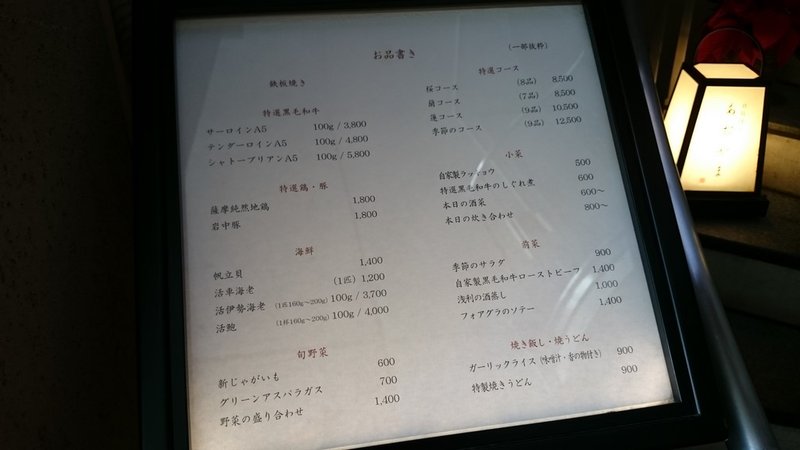 お品書き
(一部抜粋)
鉄板焼き
特選黒毛和牛
サーロインA5 100g / 3,800
テンダーロインA5 100g / 4,800
シャトーブリアンA5 100g / 5,800
特選鶏・豚
薩摩純然地鶏 1,800
岩中豚 1,800
海鮮
帆立貝 1,400
活車海老 (1匹) 1,200
活伊勢海老 (1匹160g~200g) 100g / 3,700
活鮑 (1杯160g~200g) 100g / 4,000
旬野菜
新じゃがいも 600
グリーンアスパラガス 700
野菜の盛り合わせ 1,400
特選コース
桜コース (8品) 8,500
扇コース (7品) 8,500
蓮コース (9品) 10,500
季節のコース (9品) 12,500
小菜
自家製ラッキョウ 500
特選黒毛和牛のしぐれ煮 600
本日の酒菜 600~
本日の炊き合わせ 800~
前菜
季節のサラダ 900
自家製黒毛和牛ローストビーフ 1,400
浅利の酒蒸し 1,000
フォアグラのソテー 1,400
焼き飯し・焼うどん
ガーリックライス (味噌汁・香の物付き) 900
特製焼きうどん 900